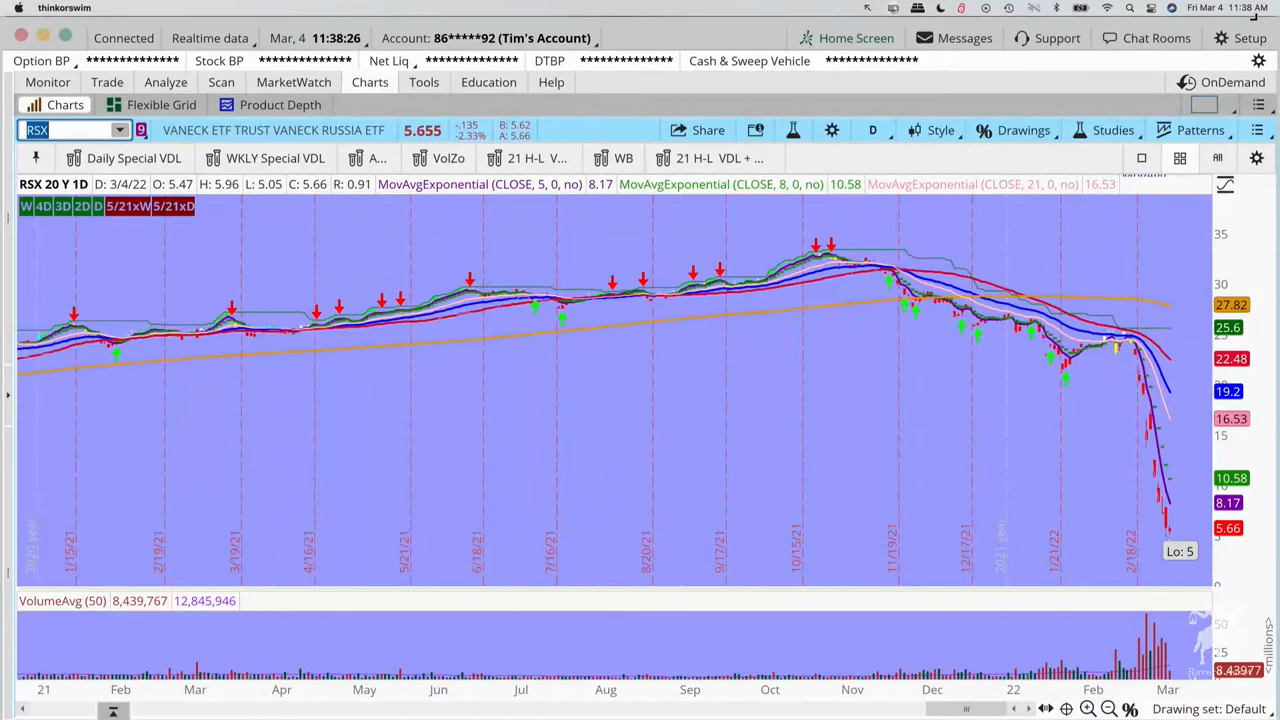 thinkorswim
Fri Mar 4 11:38 AM
Connected Realtime data Mar, 4 11:38:26 Account: 86*****92 (Tim's Account) Home Screen Messages Support Chat Rooms Setup
Option BP ************** Stock BP ************** Net Liq ************** DTBP ************** Cash & Sweep Vehicle **************
Monitor Trade Analyze Scan MarketWatch Charts Tools Education Help OnDemand
Charts Flexible Grid Product Depth
RSX 9 VANECK ETF TRUST VANECK RUSSIA ETF 5.655 -.135 B: 5.62 Share D Style Drawings Studies Patterns
-2.33% A: 5.66
Daily Special VDL WKLY Special VDL A... VolZo 21 H-L V... WB 21 H-L VDL + ... All
RSX 20 Y 1D D: 3/4/22 O: 5.47 H: 5.96 L: 5.05 C: 5.66 R: 0.91 MovAvgExponential (CLOSE, 5, 0, no) 8.17 MovAvgExponential (CLOSE, 8, 0, no) 10.58 MovAvgExponential (CLOSE, 21, 0, no) 16.53
W 4D 3D 2D D 5/21xW 5/21xD
35
30
27.82
25.6
22.48
19.2
16.53
15
10.58
8.17
5.66
Lo: 5
2020 year 1/15/21 2/19/21 3/19/21 4/16/21 5/21/21 6/18/21 7/16/21 8/20/21 9/17/21 10/15/21 11/19/21 12/17/21 2021 year 1/21/22 2/18/22
VolumeAvg (50) 8,439,767 12,845,946
50
25
8.43977
<millions>
21 Feb Mar Apr May Jun Jul Aug Sep Oct Nov Dec 22 Feb Mar
Drawing set: Default